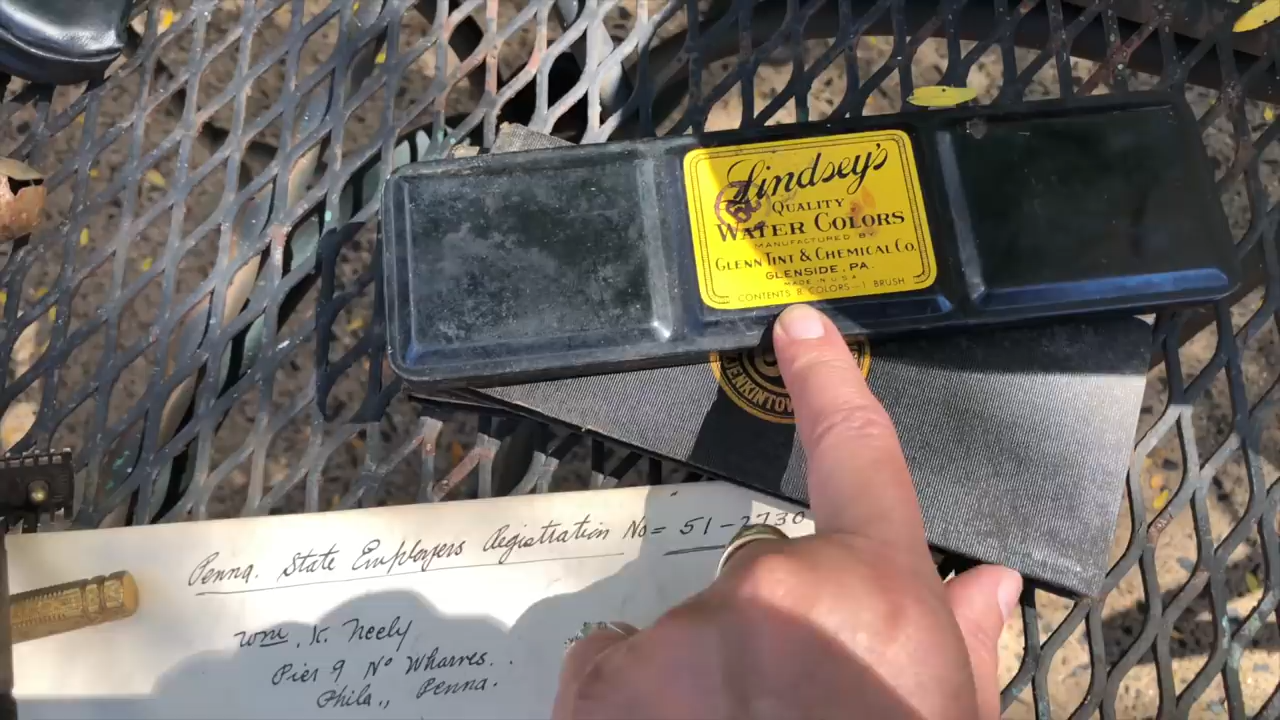 Lindsey's
QUALITY
WATER COLORS
MANUFACTURED BY
GLENN TINT & CHEMICAL CO.
GLENSIDE, PA.
MADE IN U.S.A.
CONTENTS 8 COLORS—1 BRUSH
Penna. State Employers Registration No= 51-2730
Wm. K. Neely
Pier 9 No Wharves.
Phila., Penna.